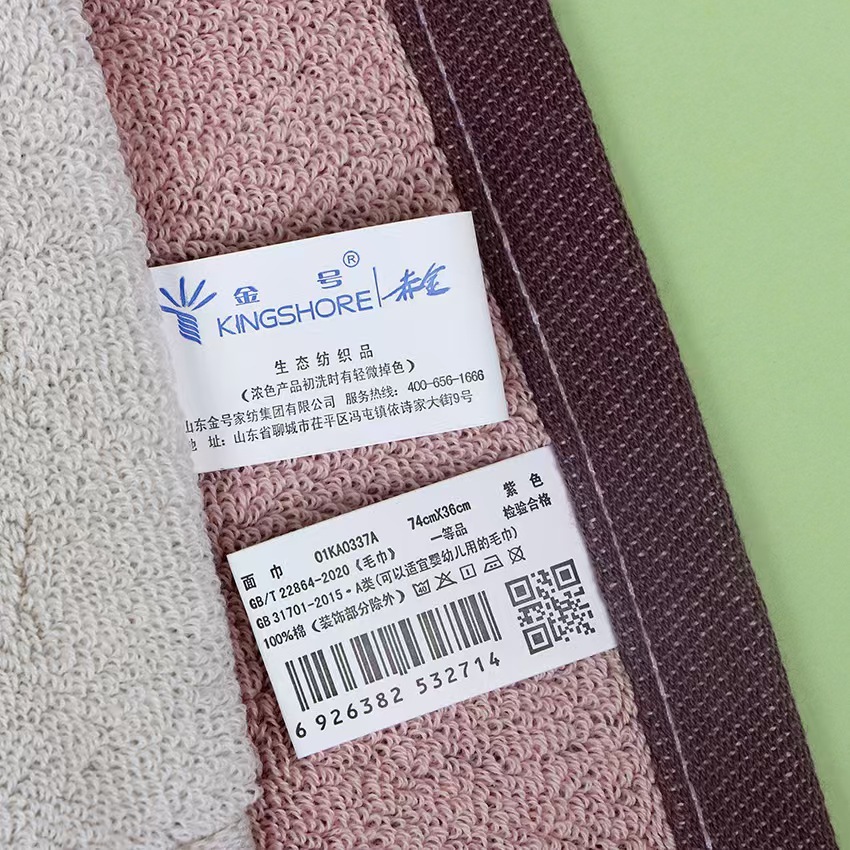 金号®
KINGSHORE
赤金
生态纺织品
(浓色产品初洗时有轻微掉色)
山东金号家纺集团有限公司 服务热线: 400-656-1666
址: 山东省聊城市茌平区冯屯镇依诗家大街9号
面 巾 01KA0337A 74cmX36cm 紫 色
GB/T 22864-2020《毛巾》 一等品 检验合格
GB 31701-2015·A类(可以适宜婴幼儿用的毛巾)
100%棉 (装饰部分除外)
6 926382 532714